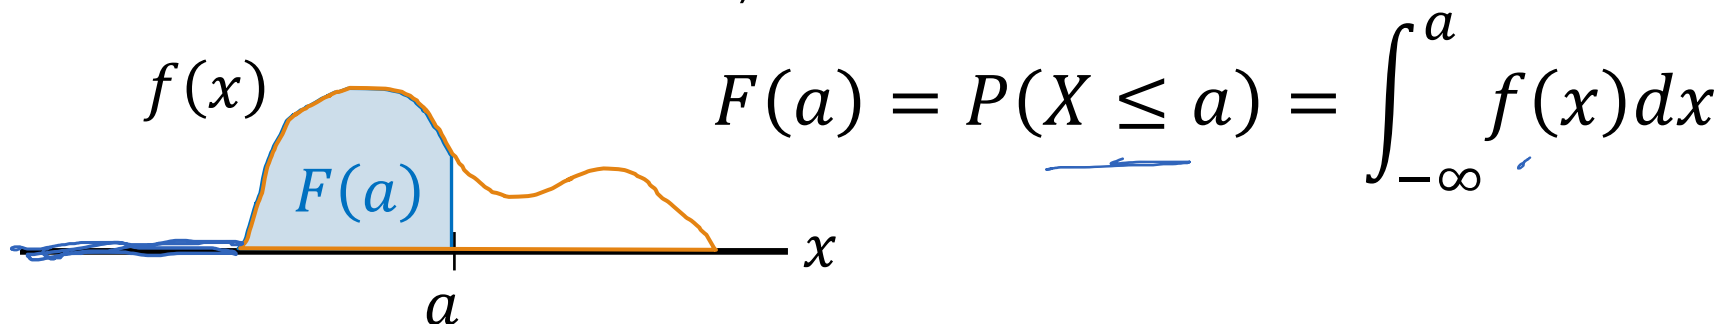 f(x)
F(a) = P(X ≤ a) = ∫_{-∞}^{a} f(x)dx
F(a)
x
a